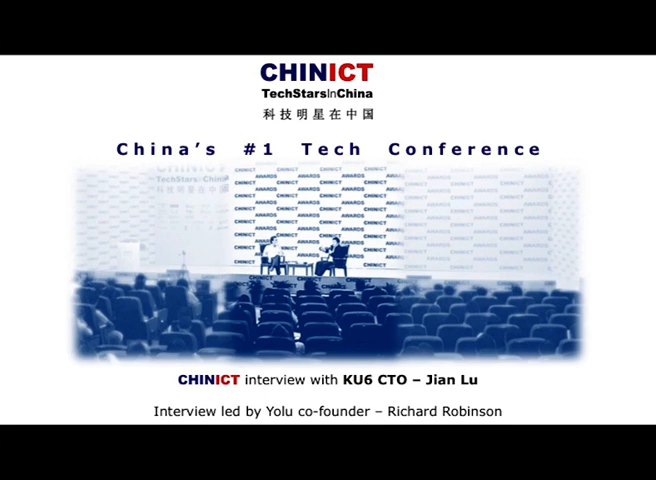 CHINICT
TechStarsInChina
科技明星在中国
China's #1 Tech Conference
CHINICT interview with KU6 CTO – Jian Lu
Interview led by Yolu co-founder – Richard Robinson